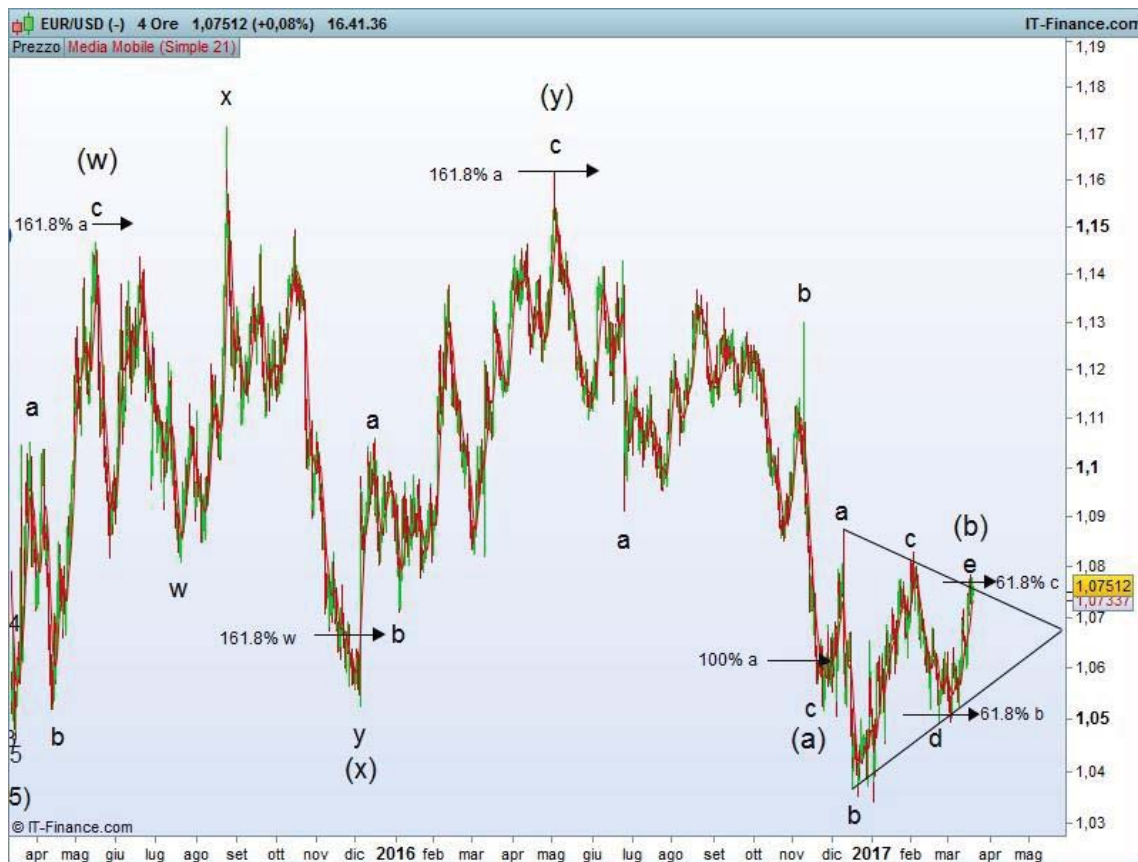 EUR/USD (-) 4 Ore 1,07512 (+0,08%) 16.41.36 IT-Finance.com
Prezzo Media Mobile (Simple 21)
1,19
1,18
x
(y)
1,17
(w)
c
161.8% a
1,16
c
161.8% a
1,15
1,14
b
1,13
1,12
a
a
1,11
1,1
a
a
1,09
w
c
(b)
1,08
e
61.8% c
1,07512
1,07337
4
161.8% w
b
1,07
100% a
1,06
b
y
(x)
c
(a)
d
61.8% b
1,05
5
5)
b
1,04
1,03
© IT-Finance.com
apr mag giu lug ago set ott nov dic 2016 feb mar apr mag giu lug ago set ott nov dic 2017 feb mar apr mag